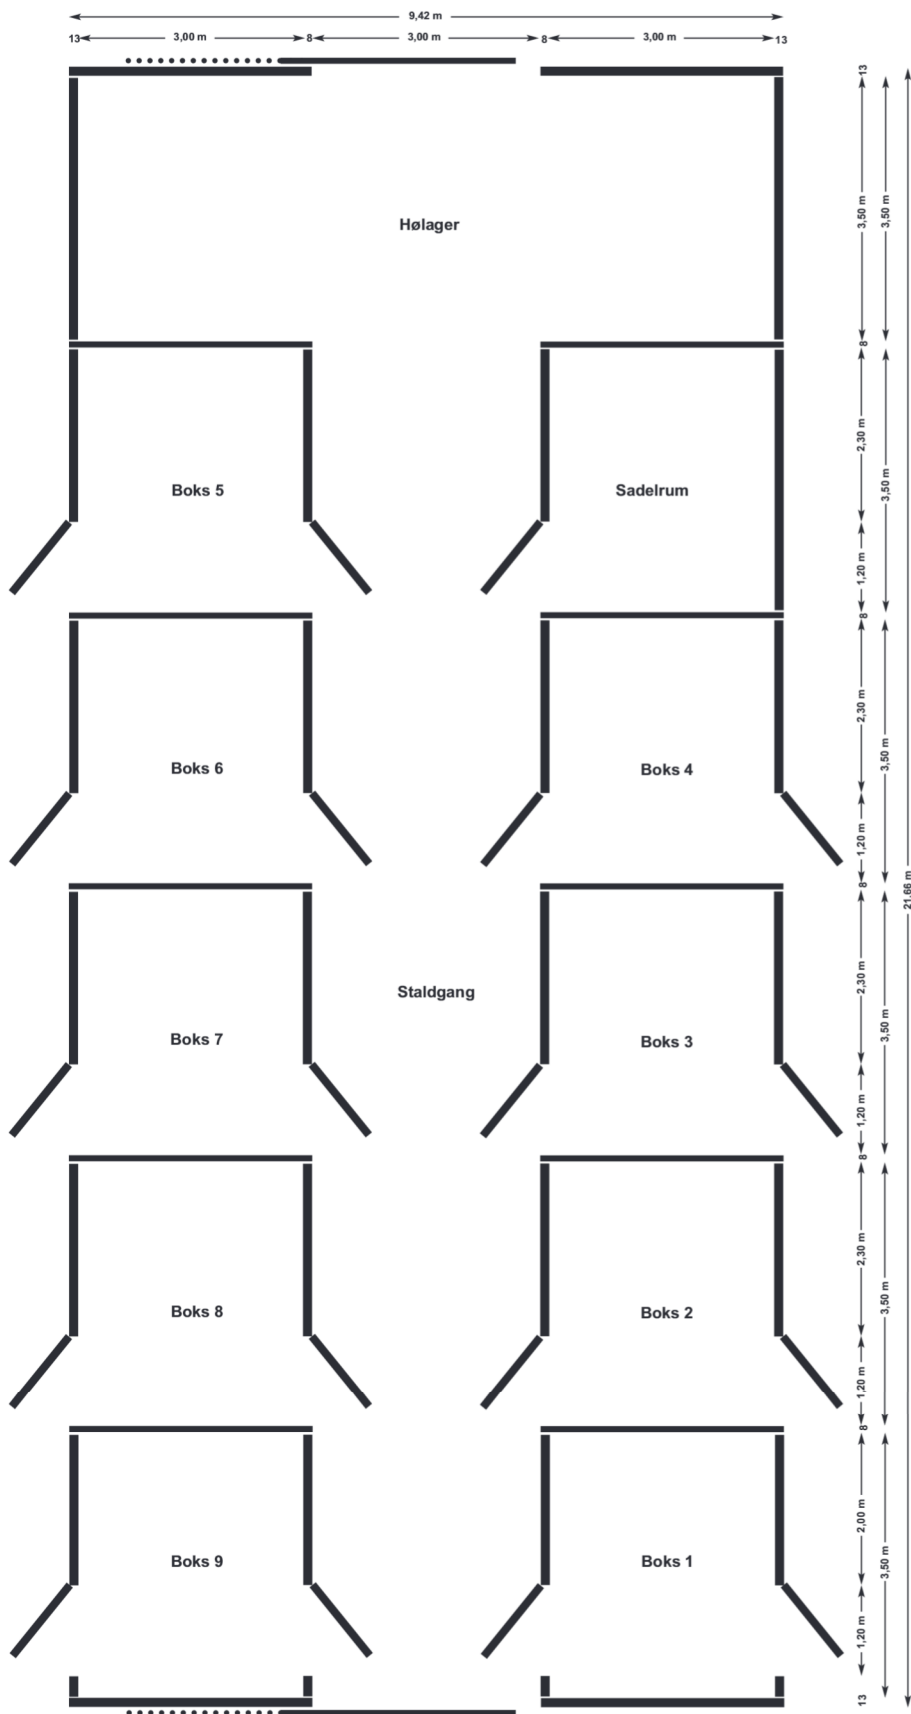 9,42 m
13 3,00 m 8 3,00 m 8 3,00 m 13
13
3,50 m 3,50 m
Hølager
8
2,30 m
Boks 5 Sadelrum
3,50 m
1,20 m
8
2,30 m
Boks 6 Boks 4
3,50 m
1,20 m
8
21,66 m
2,30 m
Staldgang
Boks 7 Boks 3
3,50 m
1,20 m
8
2,30 m
Boks 8 Boks 2
3,50 m
1,20 m
8
2,00 m
Boks 9 Boks 1
3,50 m
1,20 m
13